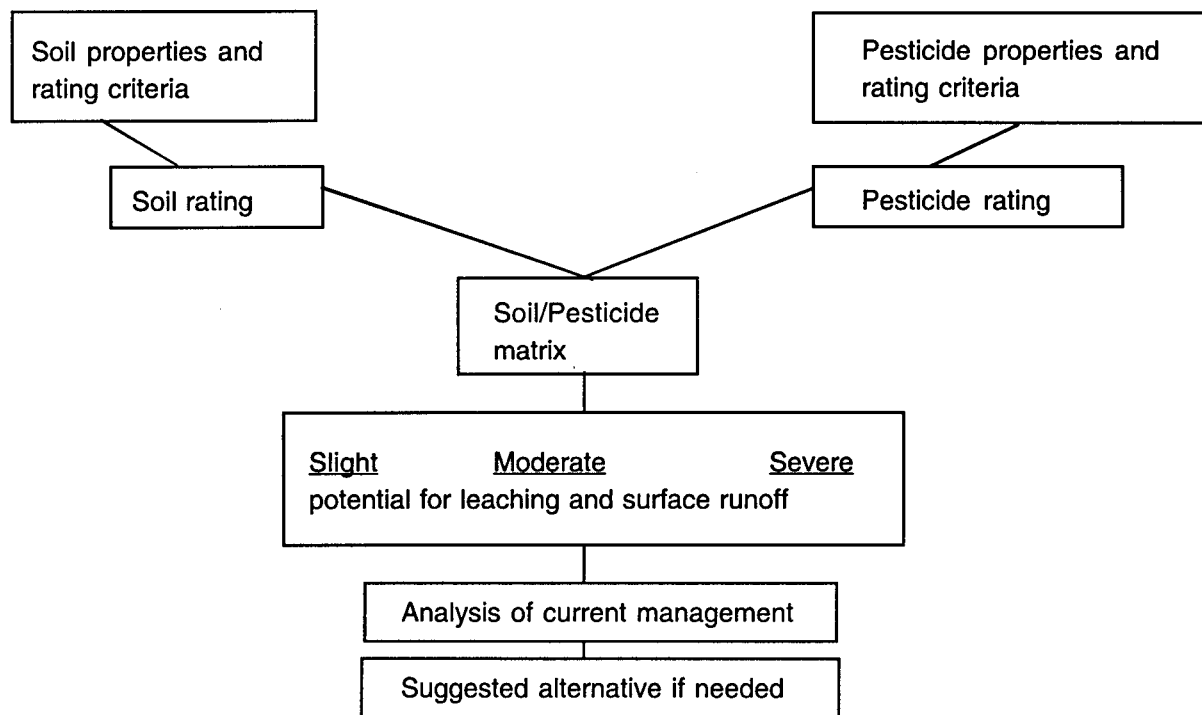 Soil properties and
rating criteria
Pesticide properties and
rating criteria
Soil rating
Pesticide rating
Soil/Pesticide
matrix
Slight Moderate Severe
potential for leaching and surface runoff
Analysis of current management
Suggested alternative if needed